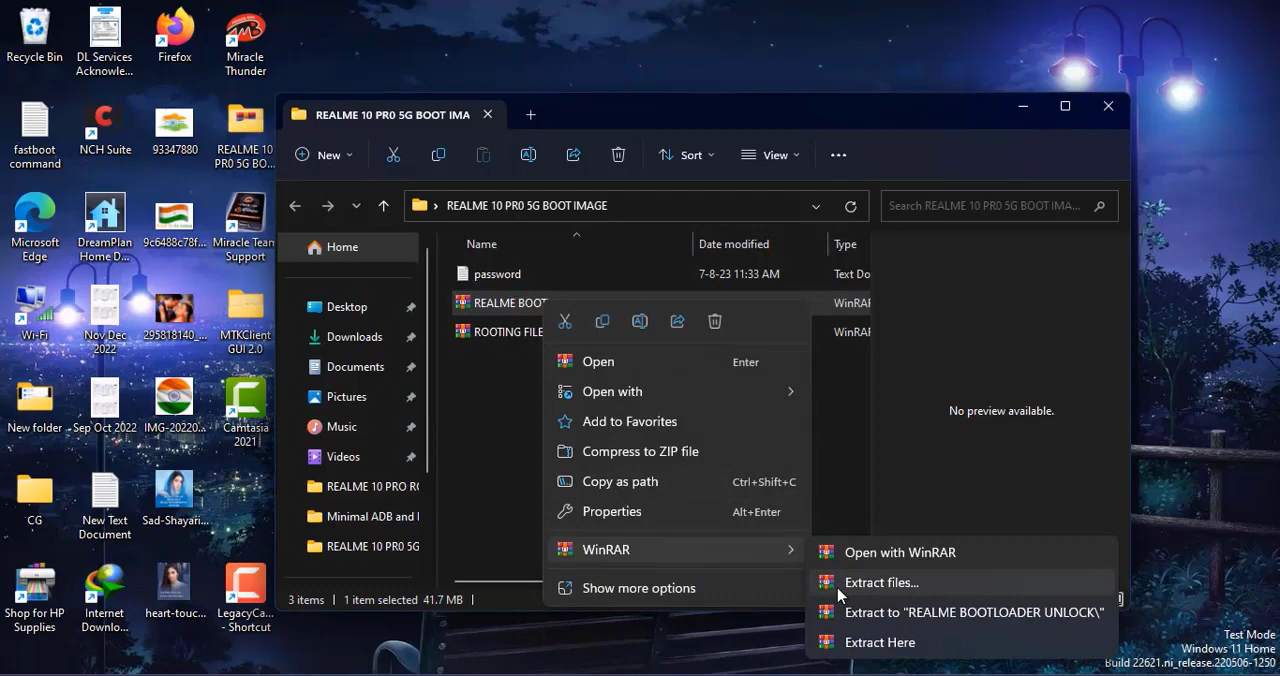 Recycle Bin
DL Services
Acknowle...
Firefox
Miracle
Thunder
fastboot
command
NCH Suite
93347880
REALME 10
PR0 5G BO...
Microsoft
Edge
DreamPlan
Home D...
9c6488c78f...
Miracle Team
Support
Wi-Fi
Nov Dec
2022
295818140_...
MTKClient
GUI 2.0
New folder
Sep Oct 2022
IMG-20220...
Camtasia
2021
CG
New Text
Document
Sad-Shayari...
Shop for HP
Supplies
Internet
Downlo...
heart-touc...
LegacyCa...
- Shortcut
REALME 10 PR0 5G BOOT IMA
New
Sort
View
REALME 10 PR0 5G BOOT IMAGE
Search REALME 10 PR0 5G BOOT IMA...
Home
Desktop
Downloads
Documents
Pictures
Music
Videos
REALME 10 PRO RO
Minimal ADB and
REALME 10 PR0 5G
Name
Date modified
Type
password
7-8-23 11:33 AM
Text Do
REALME BOOT
WinRAR
ROOTING FILE
WinRAR
No preview available.
Open
Enter
Open with
Add to Favorites
Compress to ZIP file
Copy as path
Ctrl+Shift+C
Properties
Alt+Enter
WinRAR
Show more options
Open with WinRAR
Extract files...
Extract to "REALME BOOTLOADER UNLOCK\"
Extract Here
3 items
1 item selected 41.7 MB
Test Mode
Windows 11 Home
Build 22621.ni_release.220506-1250